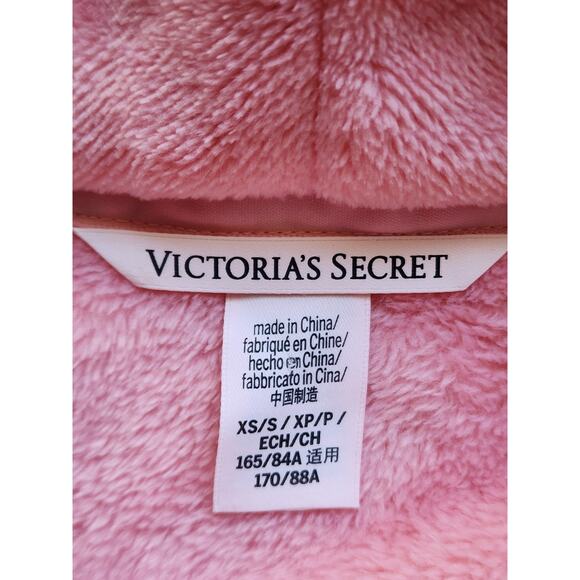 VICTORIA'S SECRET
made in China/
fabriqué en Chine/
hecho en China/
fabbricato in Cina/
中国制造
XS/S / XP/P /
ECH/CH
165/84A 适用
170/88A